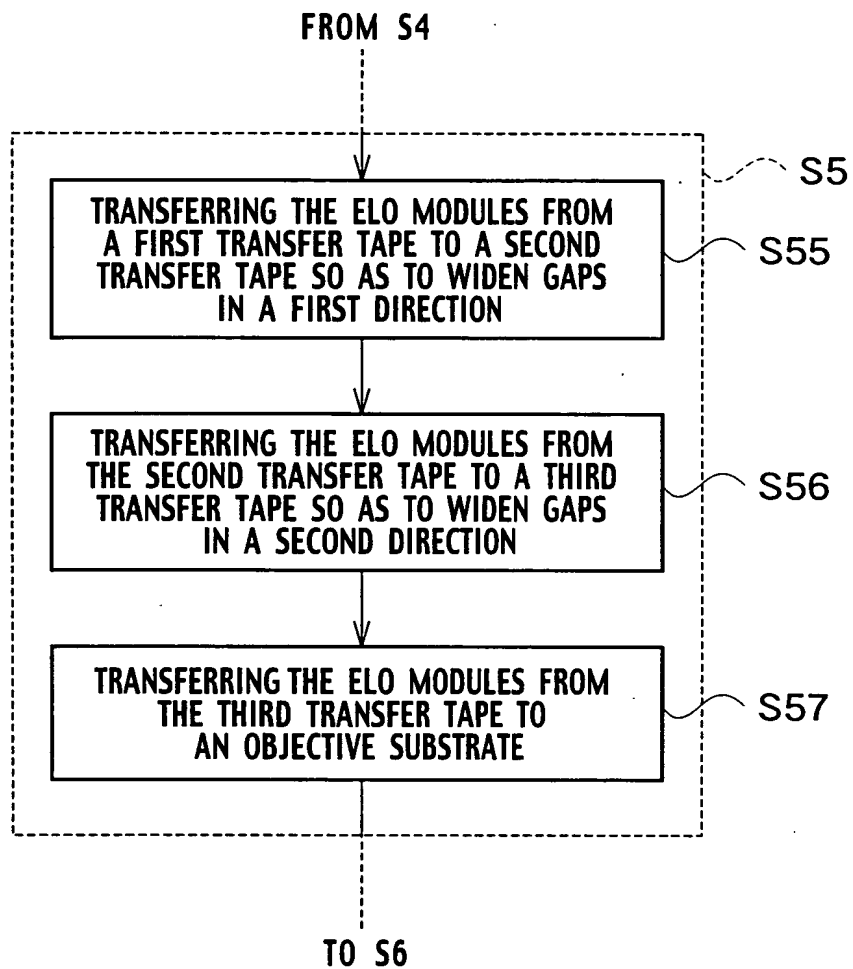 FROM S4
S5
TRANSFERRING THE ELO MODULES FROM
A FIRST TRANSFER TAPE TO A SECOND
TRANSFER TAPE SO AS TO WIDEN GAPS
IN A FIRST DIRECTION
S55
TRANSFERRING THE ELO MODULES FROM
THE SECOND TRANSFER TAPE TO A THIRD
TRANSFER TAPE SO AS TO WIDEN GAPS
IN A SECOND DIRECTION
S56
TRANSFERRING THE ELO MODULES FROM
THE THIRD TRANSFER TAPE TO
AN OBJECTIVE SUBSTRATE
S57
TO S6